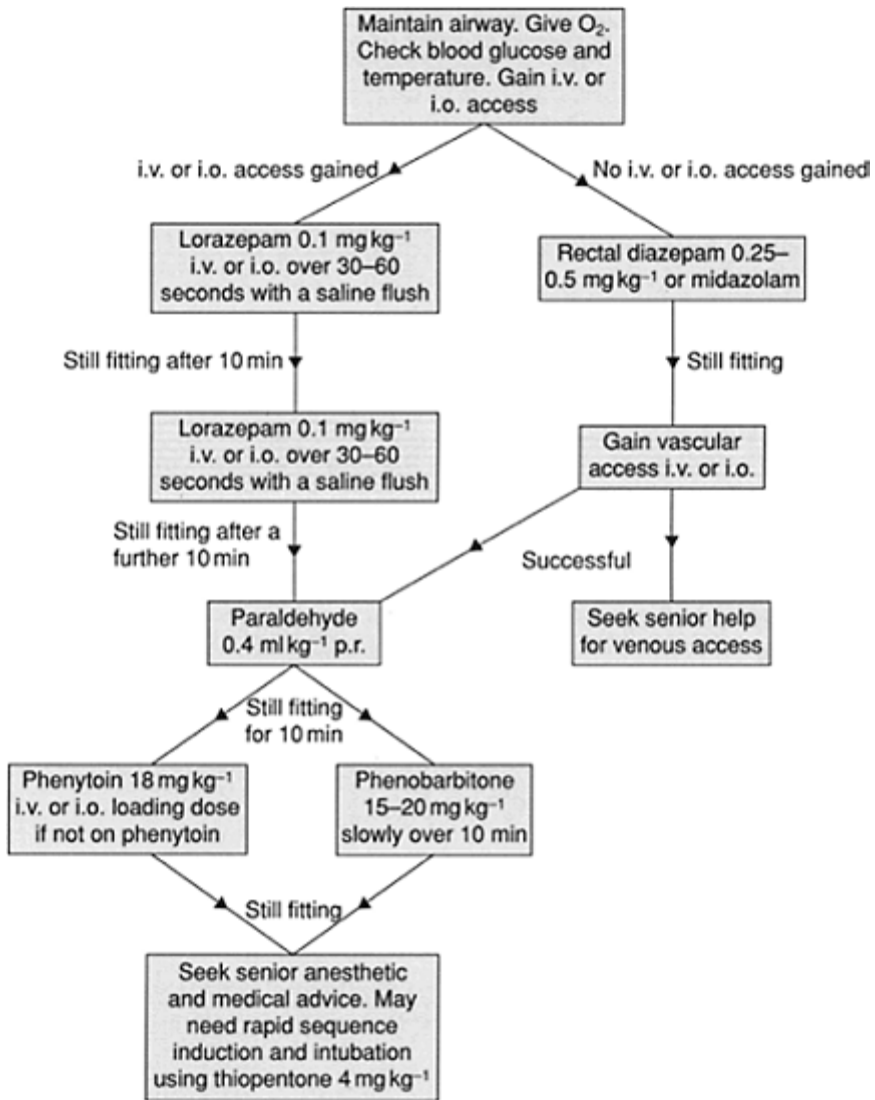 Maintain airway. Give O₂.
Check blood glucose and
temperature. Gain i.v. or
i.o. access
i.v. or i.o. access gained
No i.v. or i.o. access gained
Lorazepam 0.1 mg kg⁻¹
i.v. or i.o. over 30–60
seconds with a saline flush
Rectal diazepam 0.25–
0.5 mg kg⁻¹ or midazolam
Still fitting after 10 min
Still fitting
Lorazepam 0.1 mg kg⁻¹
i.v. or i.o. over 30–60
seconds with a saline flush
Gain vascular
access i.v. or i.o.
Still fitting after a
further 10 min
Successful
Paraldehyde
0.4 ml kg⁻¹ p.r.
Seek senior help
for venous access
Still fitting
for 10 min
Phenytoin 18 mg kg⁻¹
i.v. or i.o. loading dose
if not on phenytoin
Phenobarbitone
15–20 mg kg⁻¹
slowly over 10 min
Still fitting
Seek senior anesthetic
and medical advice. May
need rapid sequence
induction and intubation
using thiopentone 4 mg kg⁻¹